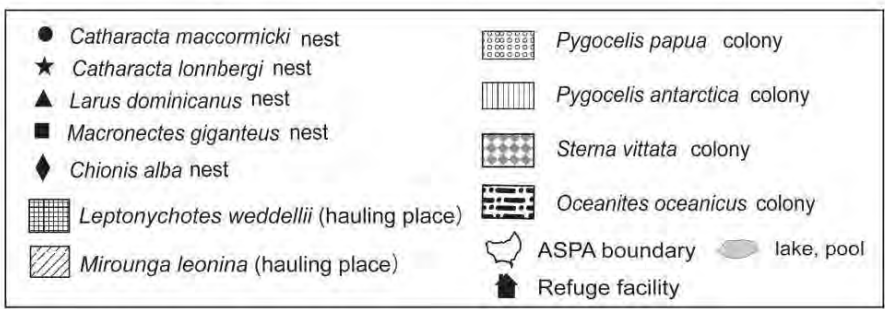 Catharacta maccormicki nest
Catharacta lonnbergi nest
Larus dominicanus nest
Macronectes giganteus nest
Chionis alba nest
Leptonychotes weddellii (hauling place)
Mirounga leonina (hauling place)
Pygocelis papua colony
Pygocelis antarctica colony
Sterna vittata colony
Oceanites oceanicus colony
ASPA boundary
lake, pool
Refuge facility